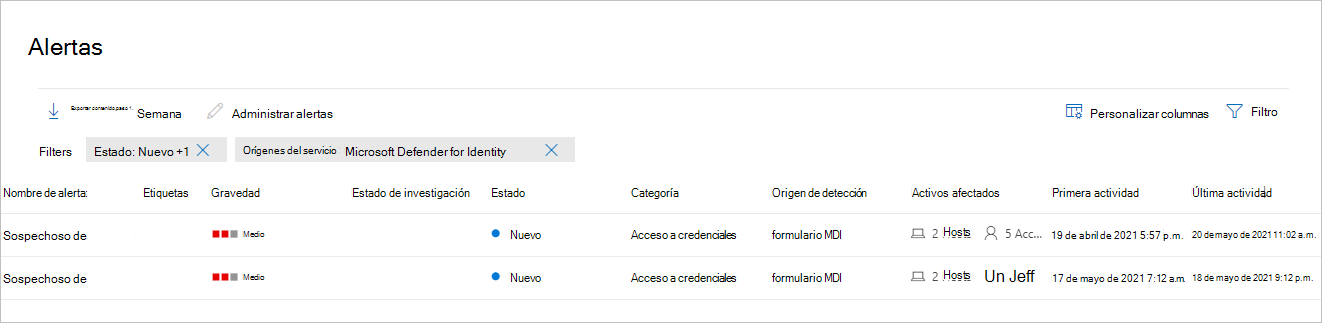 Alertas
Exportar contenido paso 1. Semana Administrar alertas Personalizar columnas Filtro
Filters Estado: Nuevo +1 Orígenes del servicio Microsoft Defender for Identity
Nombre de alerta: Etiquetas Gravedad Estado de investigación Estado Categoría Origen de detección Activos afectados Primera actividad Última actividad
Sospechoso de Medio Nuevo Acceso a credenciales formulario MDI 2 Hosts 5 Acc... 19 de abril de 2021 5:57 p.m. 20 de mayo de 2021 11:02 a.m.
Sospechoso de Medio Nuevo Acceso a credenciales formulario MDI 2 Hosts Un Jeff 17 de mayo de 2021 7:12 a.m. 18 de mayo de 2021 9:12 p.m.